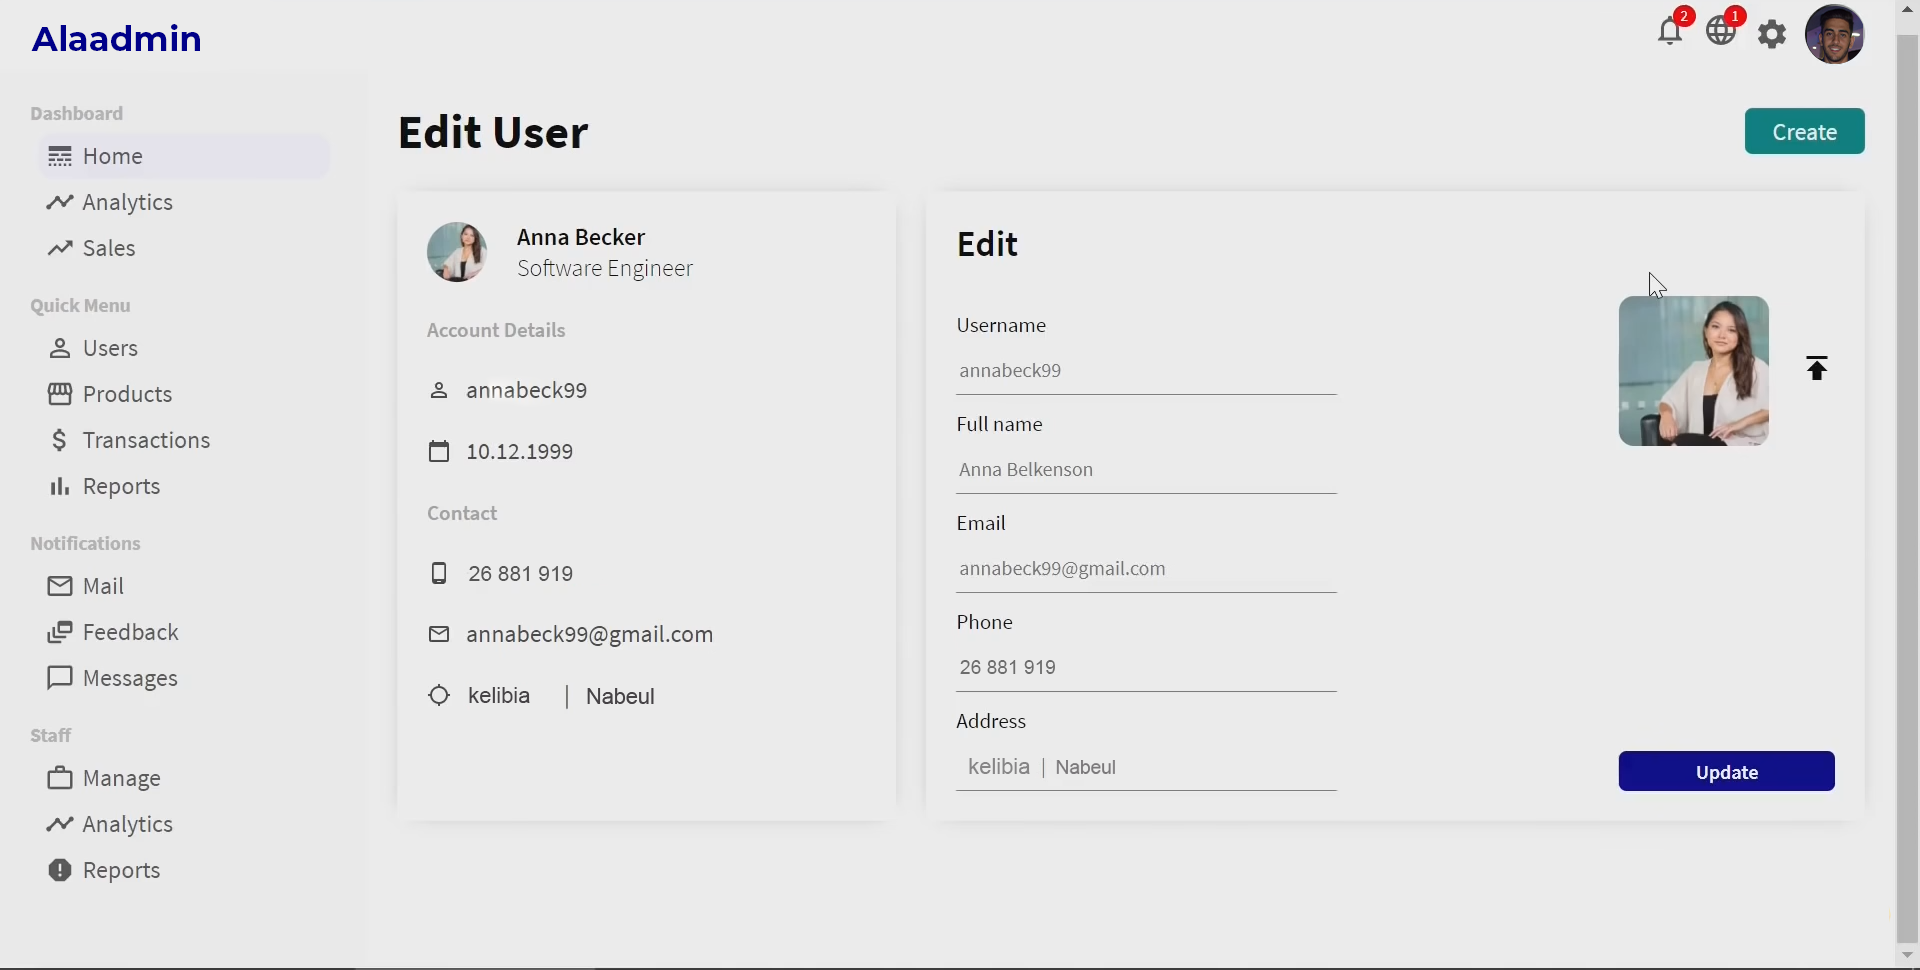 Alaadmin
2
1
Dashboard
Home
Analytics
Sales
Quick Menu
Users
Products
Transactions
Reports
Notifications
Mail
Feedback
Messages
Staff
Manage
Analytics
Reports
Edit User
Create
Anna Becker
Software Engineer
Account Details
annabeck99
10.12.1999
Contact
26 881 919
annabeck99@gmail.com
kelibia | Nabeul
Edit
Username
annabeck99
Full name
Anna Belkenson
Email
annabeck99@gmail.com
Phone
26 881 919
Address
kelibia | Nabeul
Update